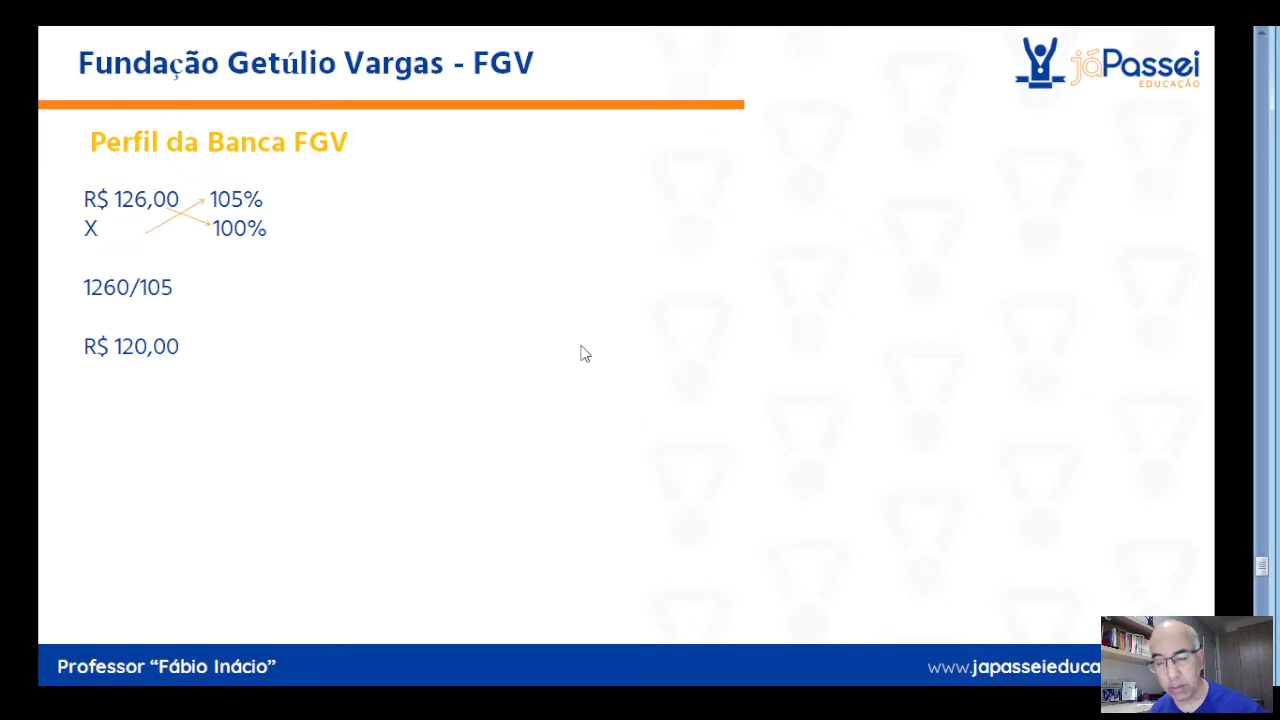 Fundação Getúlio Vargas - FGV
jáPassei
EDUCAÇÃO
Perfil da Banca FGV
R$ 126,00 105%
X 100%
1260/105
R$ 120,00
Professor “Fábio Inácio”
www.japasseieduca